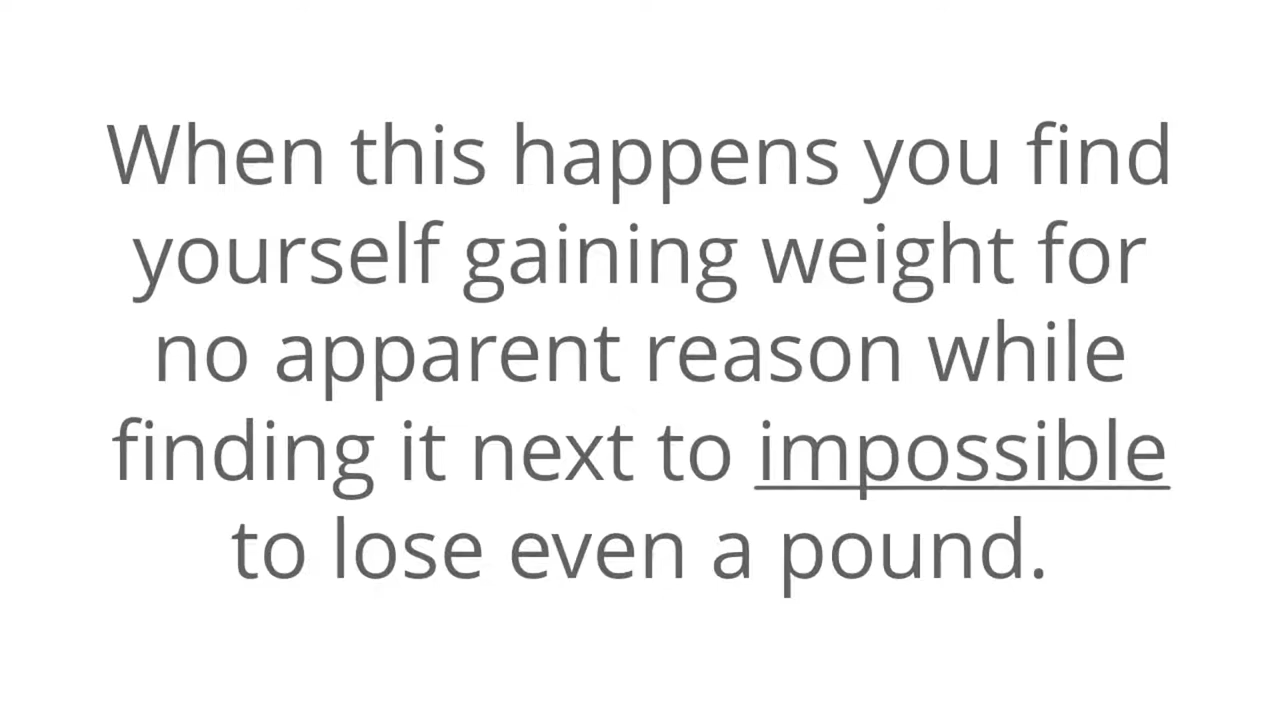 When this happens you find
yourself gaining weight for
no apparent reason while
finding it next to impossible
to lose even a pound.